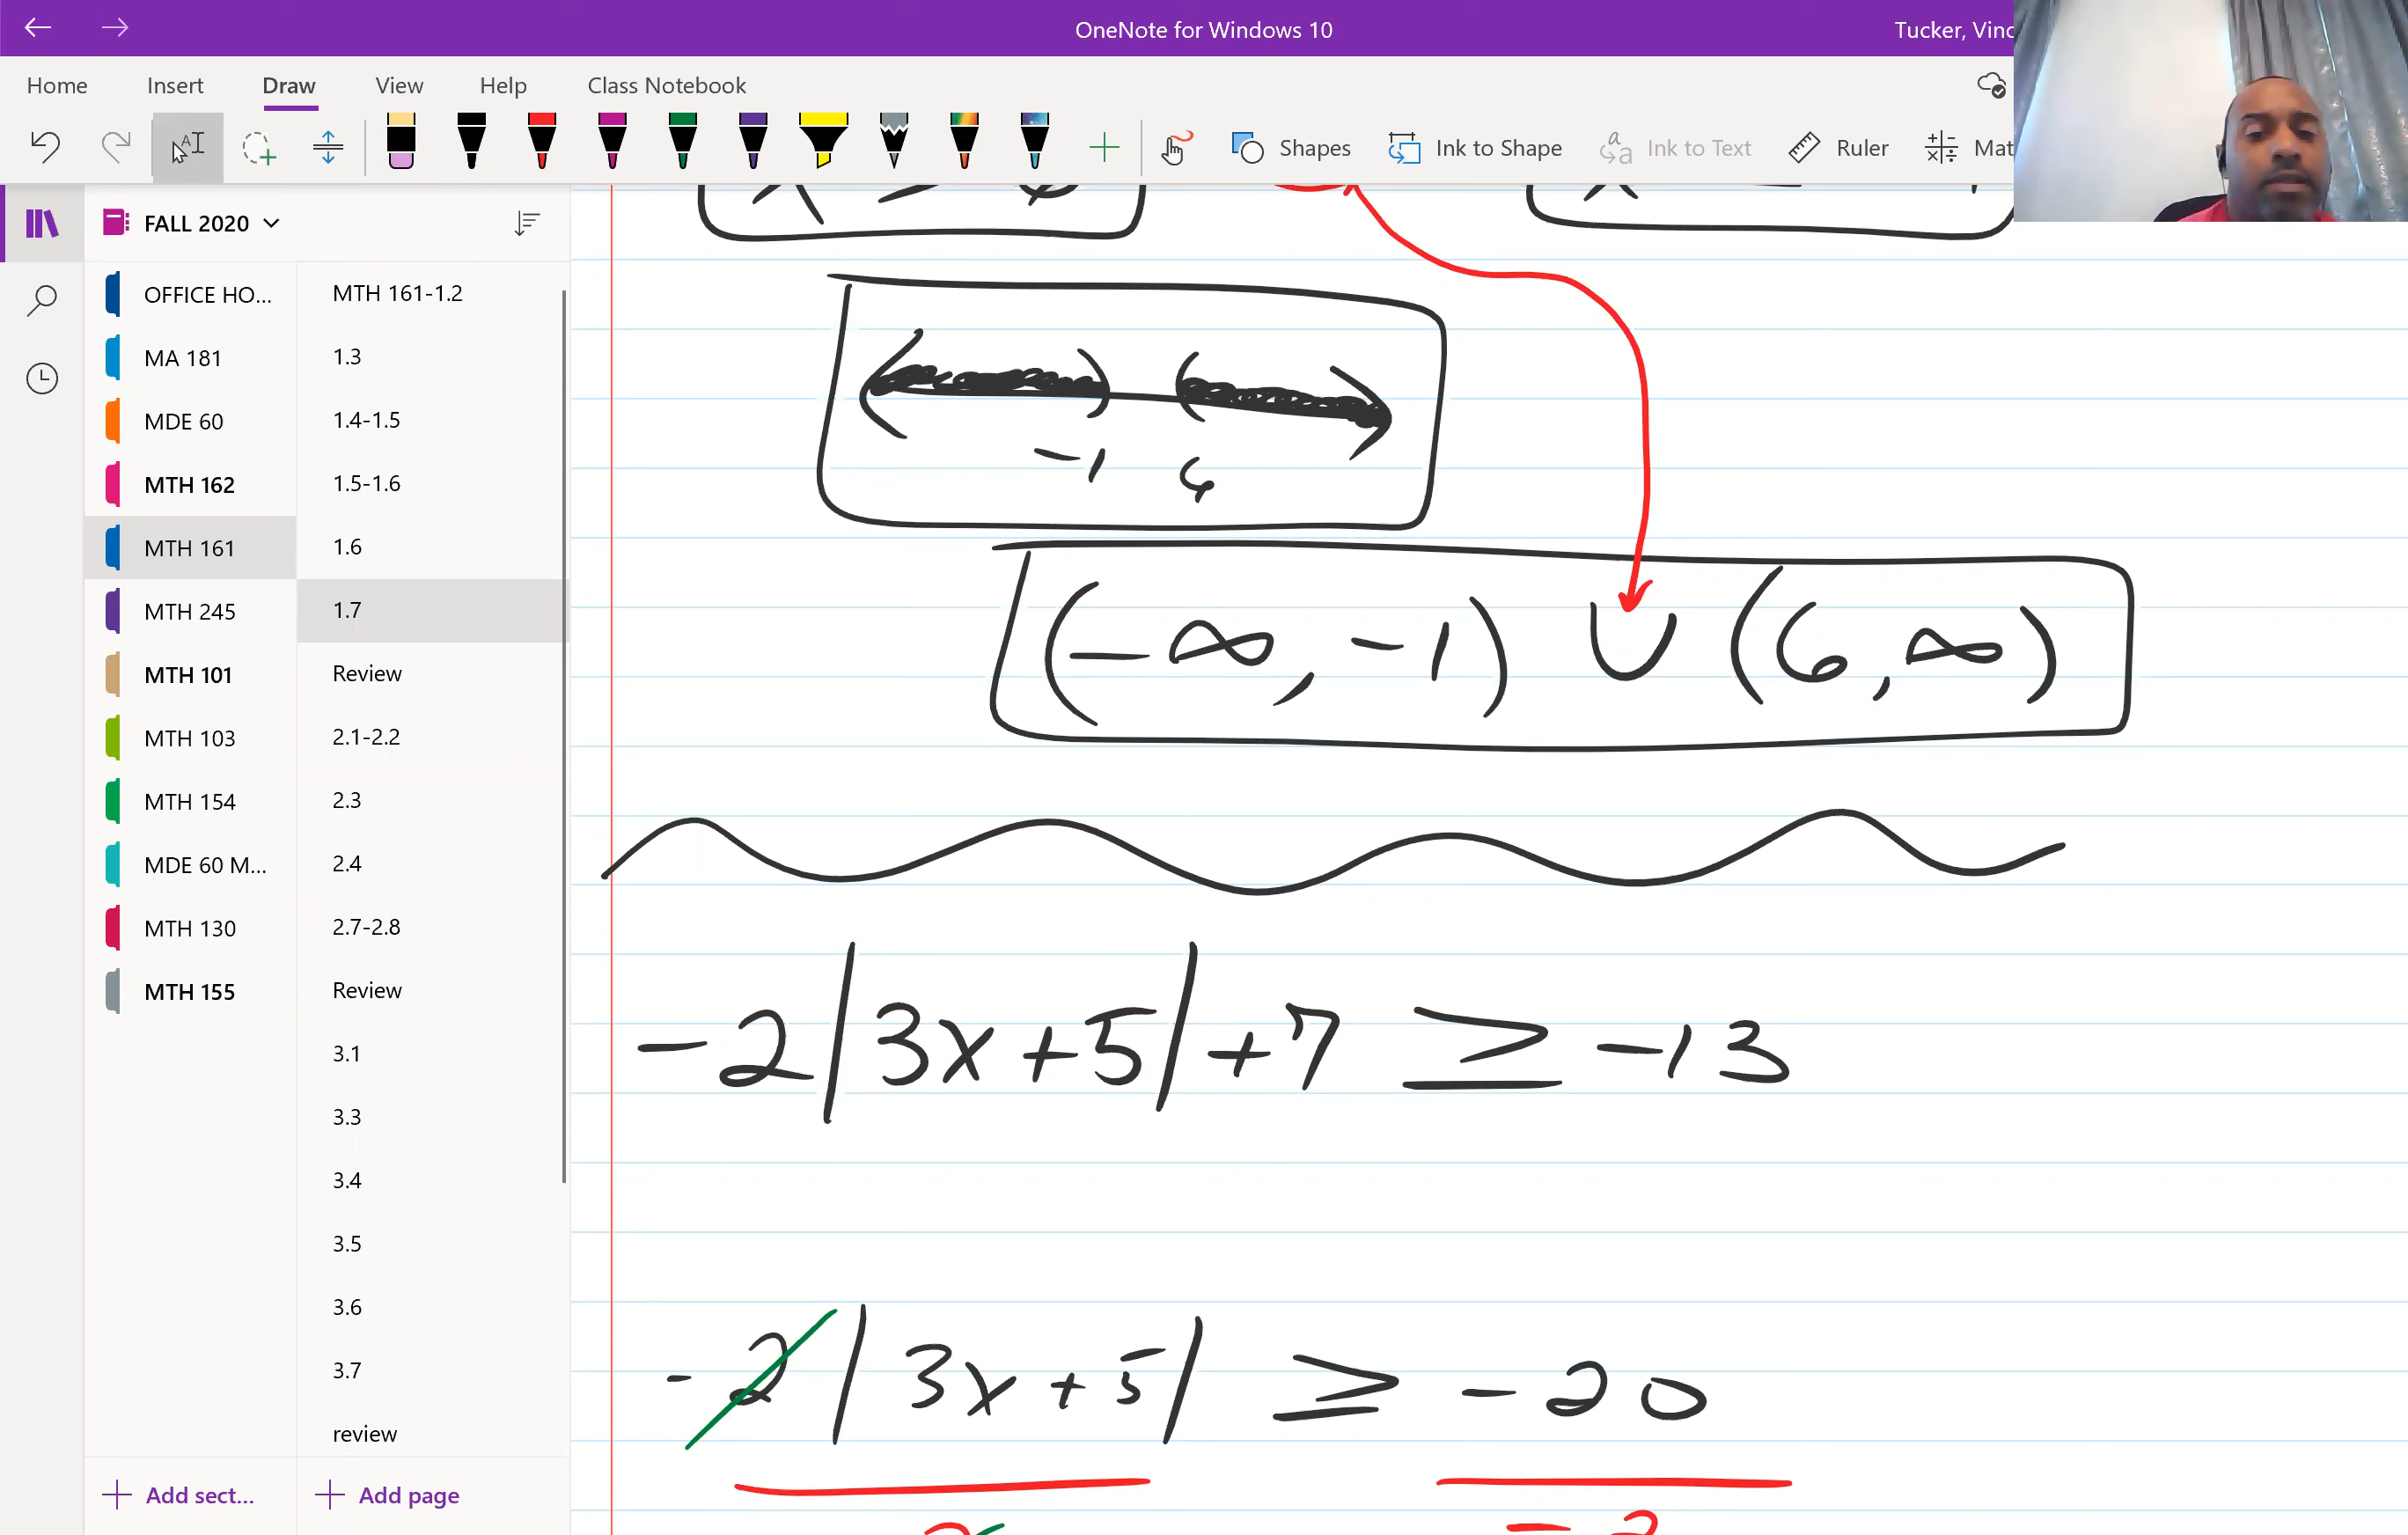 OneNote for Windows 10
Tucker, Vinc
Home Insert Draw View Help Class Notebook
Shapes Ink to Shape Ink to Text Ruler Mat
FALL 2020
OFFICE HO...
MA 181
MDE 60
MTH 162
MTH 161
MTH 245
MTH 101
MTH 103
MTH 154
MDE 60 M...
MTH 130
MTH 155
Add sect...
MTH 161-1.2
1.3
1.4-1.5
1.5-1.6
1.6
1.7
Review
2.1-2.2
2.3
2.4
2.7-2.8
Review
3.1
3.3
3.4
3.5
3.6
3.7
review
Add page
-1 6
(-∞, -1) ∪ (6, ∞)
-2|3x+5|+7 ≥ -13
-2|3x+5| ≥ -20